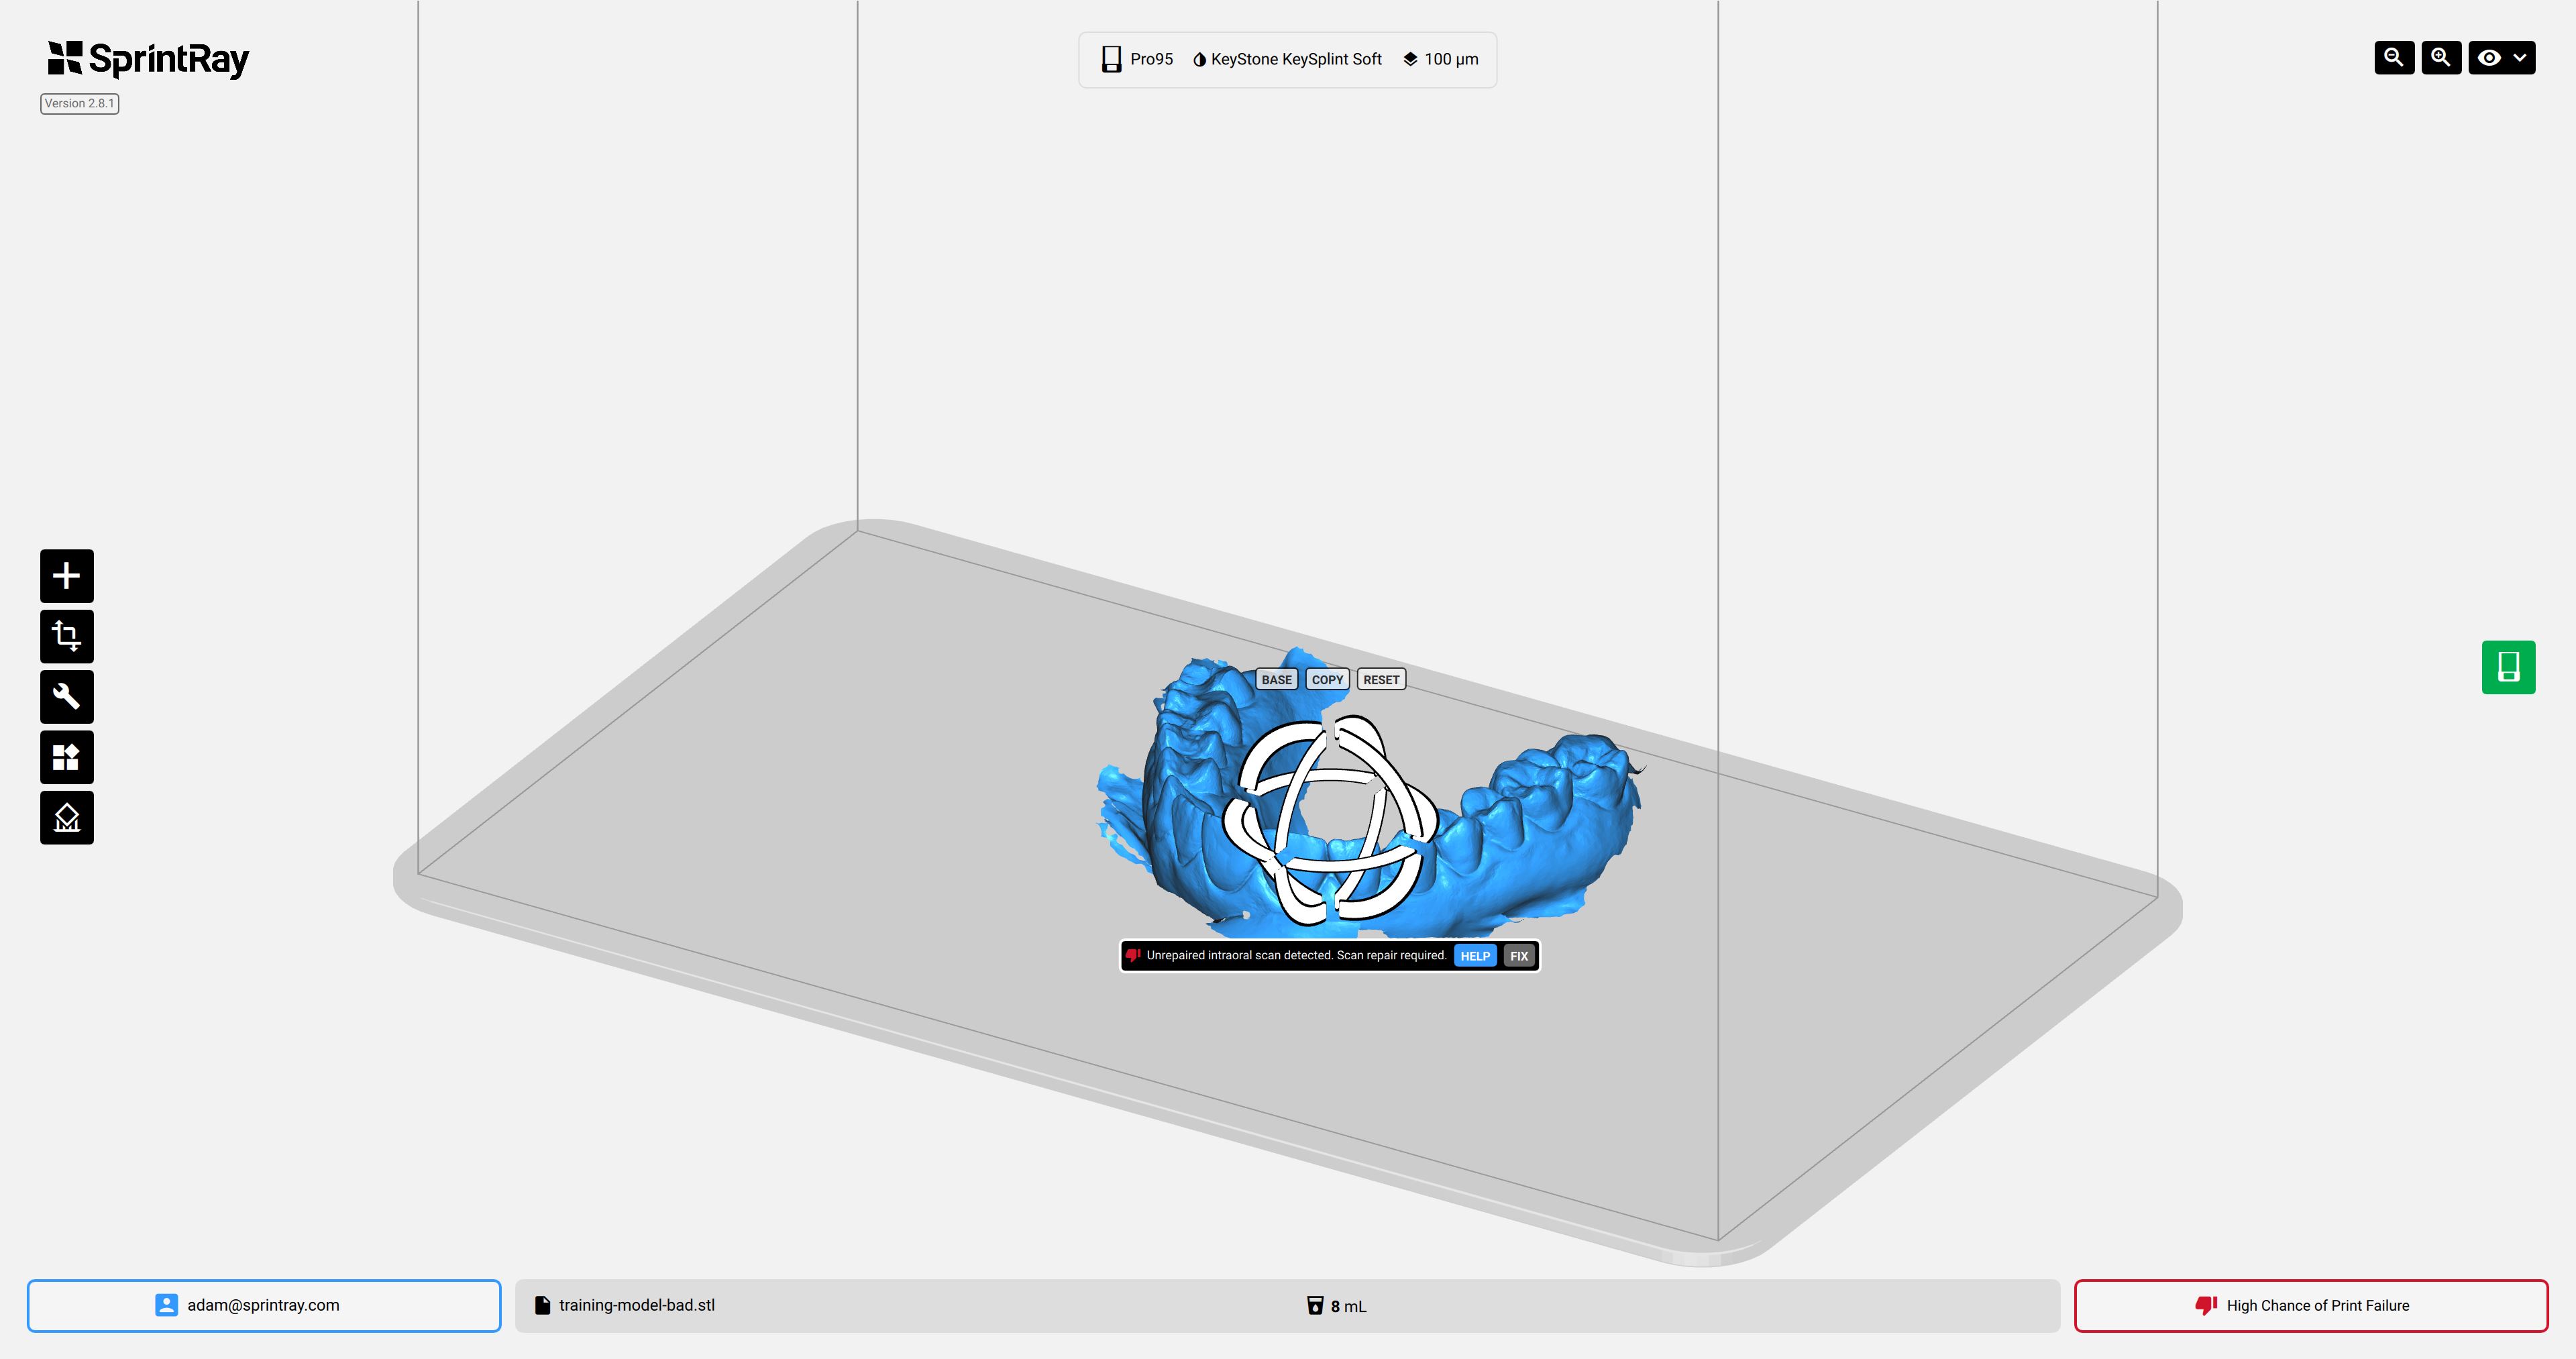 SprintRay
Version 2.8.1
Pro95 KeyStone KeySplint Soft 100 µm
BASE COPY RESET
Unrepaired intraoral scan detected. Scan repair required. HELP FIX
adam@sprintray.com training-model-bad.stl 8 mL High Chance of Print Failure